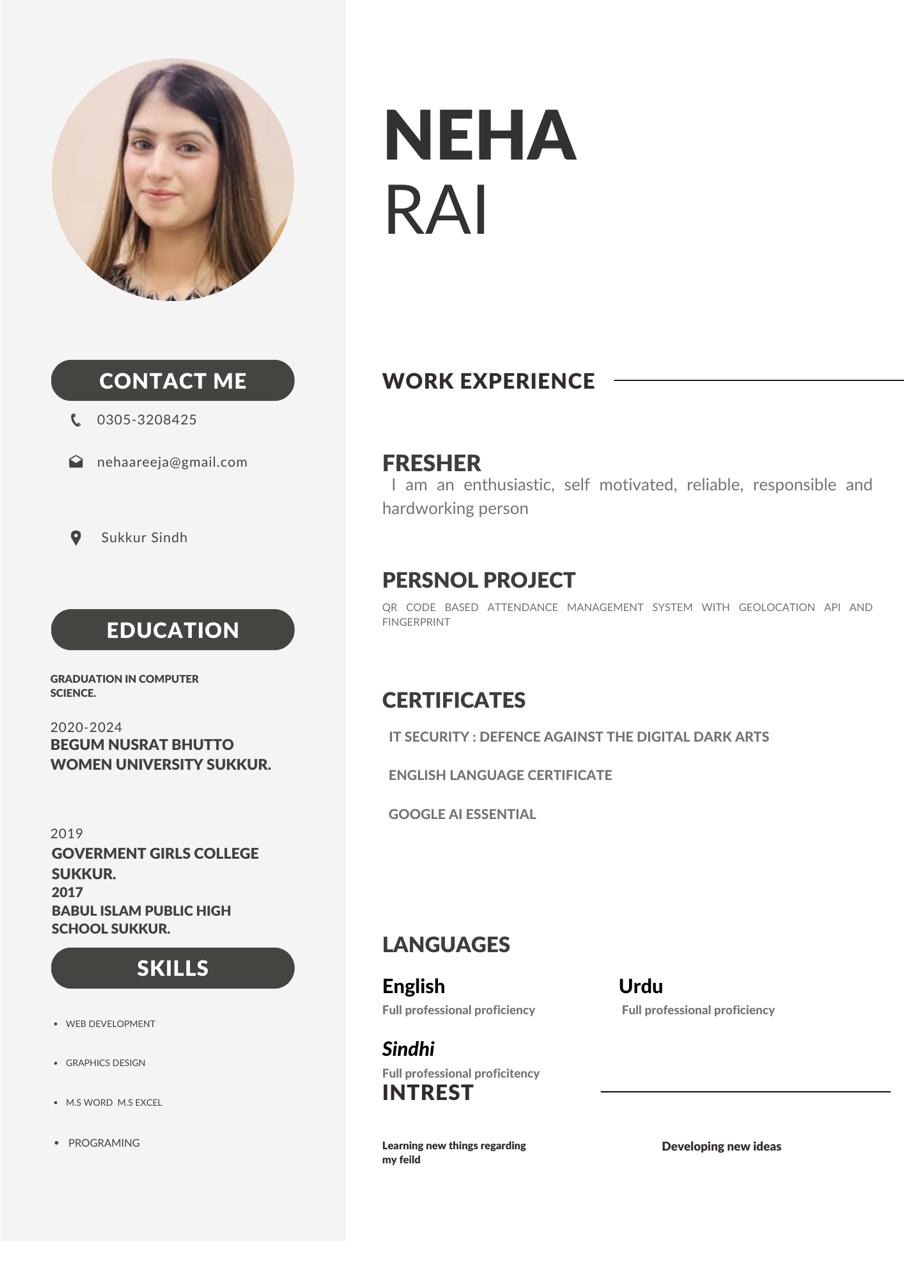 NEHA
RAI
CONTACT ME
0305-3208425
nehaareeja@gmail.com
Sukkur Sindh
EDUCATION
GRADUATION IN COMPUTER
SCIENCE.
2020-2024
BEGUM NUSRAT BHUTTO
WOMEN UNIVERSITY SUKKUR.
2019
GOVERMENT GIRLS COLLEGE
SUKKUR.
2017
BABUL ISLAM PUBLIC HIGH
SCHOOL SUKKUR.
SKILLS
• WEB DEVELOPMENT
• GRAPHICS DESIGN
• M.S WORD M.S EXCEL
• PROGRAMING
WORK EXPERIENCE
FRESHER
I am an enthusiastic, self motivated, reliable, responsible and
hardworking person
PERSNOL PROJECT
QR CODE BASED ATTENDANCE MANAGEMENT SYSTEM WITH GEOLOCATION API AND
FINGERPRINT
CERTIFICATES
IT SECURITY : DEFENCE AGAINST THE DIGITAL DARK ARTS
ENGLISH LANGUAGE CERTIFICATE
GOOGLE AI ESSENTIAL
LANGUAGES
English
Full professional proficiency
Urdu
Full professional proficiency
Sindhi
Full professional proficitency
INTREST
Learning new things regarding
my feild
Developing new ideas